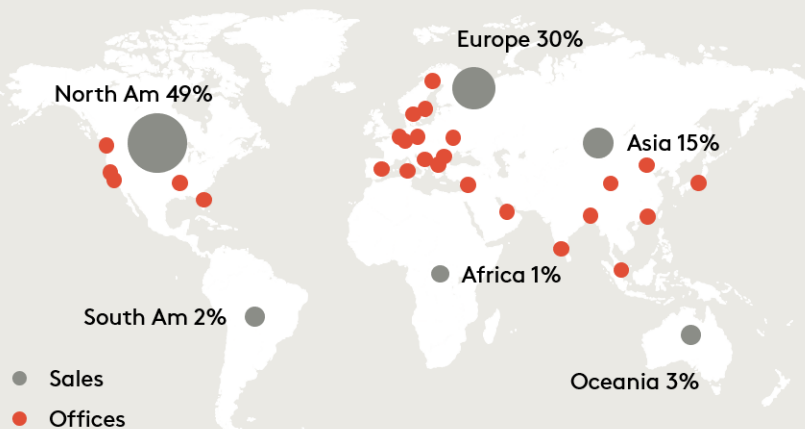 Europe 30%
North Am 49%
Asia 15%
Africa 1%
South Am 2%
Oceania 3%
Sales
Offices